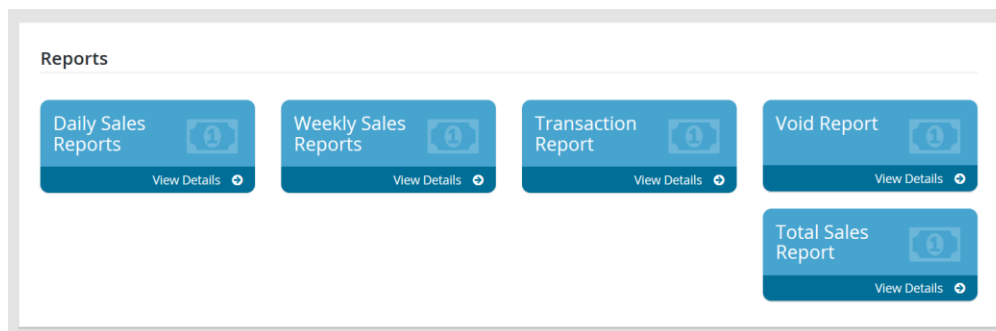 Reports
Daily Sales
Reports
View Details
Weekly Sales
Reports
View Details
Transaction
Report
View Details
Void Report
View Details
Total Sales
Report
View Details